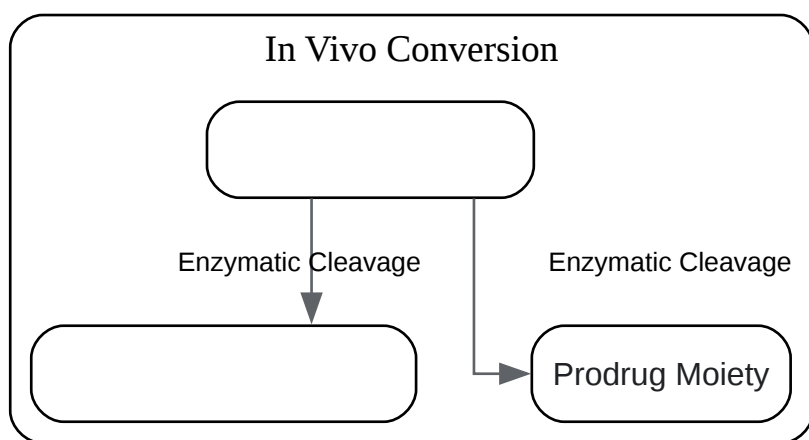 In Vivo Conversion
Enzymatic Cleavage
Enzymatic Cleavage
Prodrug Moiety